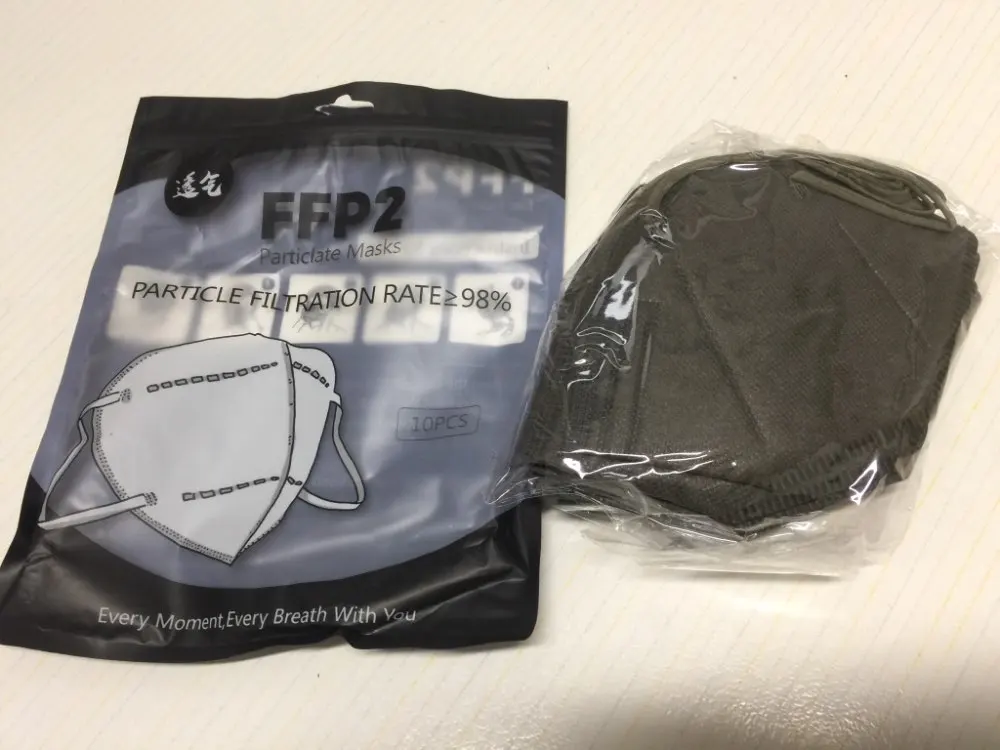 透气
FFP2
Particlate Masks
PARTICLE FILTRATION RATE≥98%
10PCS
Every Moment,Every Breath With You